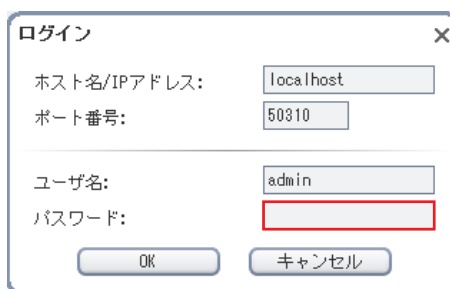 ログイン
ホスト名/IPアドレス: localhost
ポート番号: 50310
ユーザ名: admin
パスワード:
OK キャンセル